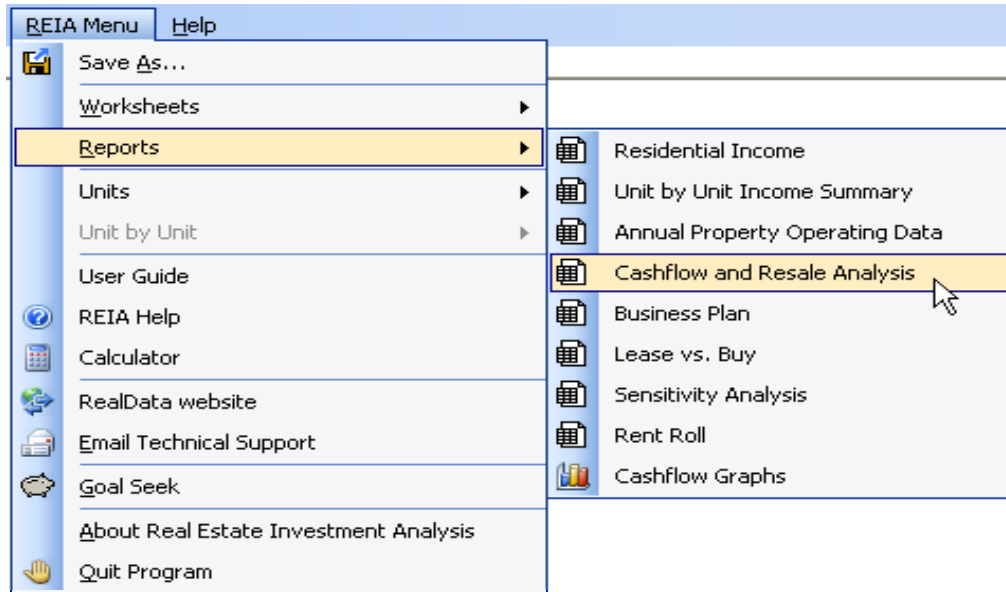 REIA Menu Help
Save As...
Worksheets
Reports
Units
Unit by Unit
User Guide
REIA Help
Calculator
RealData website
Email Technical Support
Goal Seek
About Real Estate Investment Analysis
Quit Program
Residential Income
Unit by Unit Income Summary
Annual Property Operating Data
Cashflow and Resale Analysis
Business Plan
Lease vs. Buy
Sensitivity Analysis
Rent Roll
Cashflow Graphs